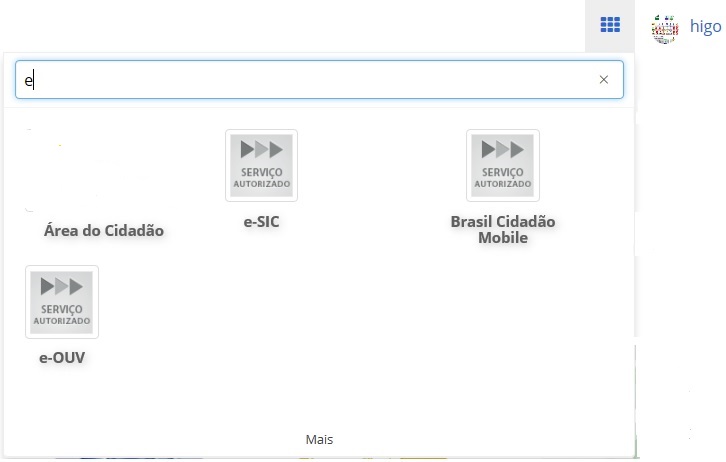 higo
e
×
SERVIÇO
AUTORIZADO
SERVIÇO
AUTORIZADO
Área do Cidadão
e-SIC
Brasil Cidadão
Mobile
SERVIÇO
AUTORIZADO
e-OUV
Mais